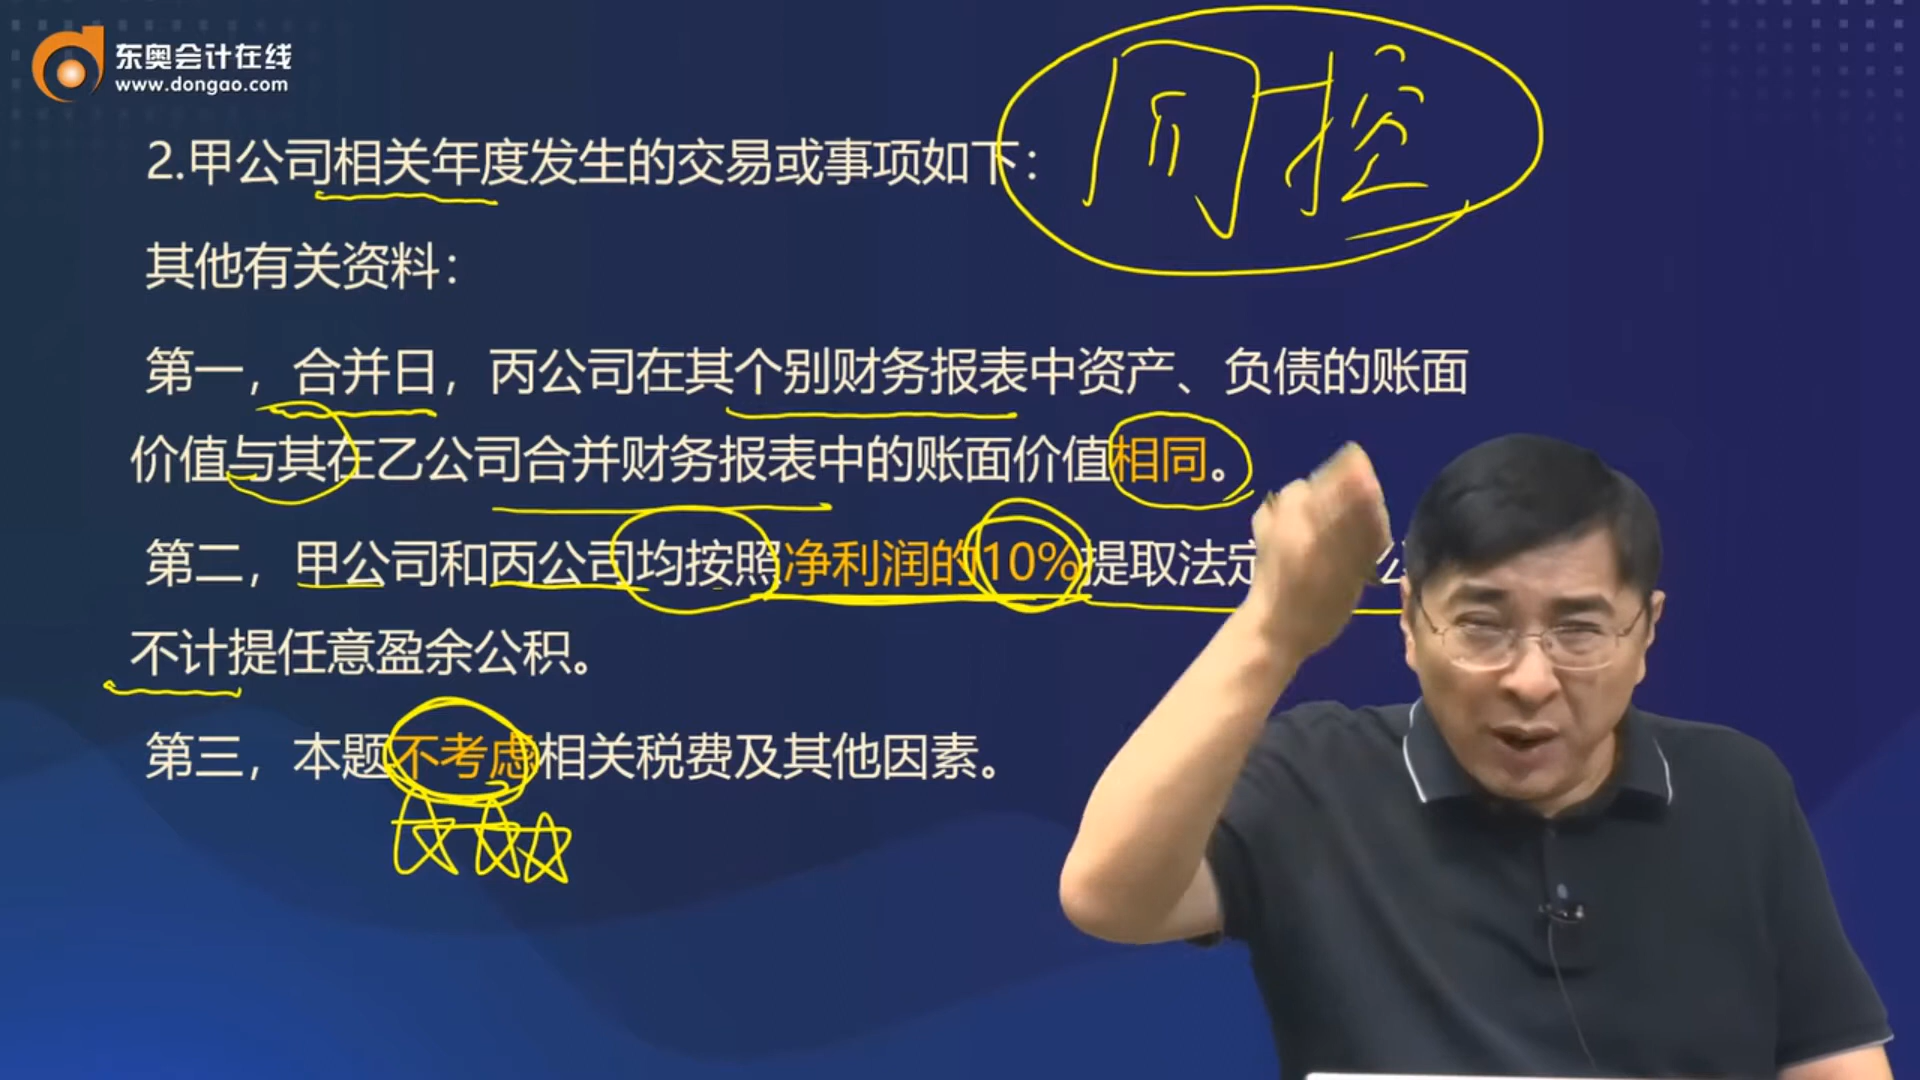 东奥会计在线
www.dongao.com
同控
2.甲公司相关年度发生的交易或事项如下：
其他有关资料：
第一，合并日，丙公司在其个别财务报表中资产、负债的账面
价值与其在乙公司合并财务报表中的账面价值相同。
第二，甲公司和丙公司均按照净利润的10%提取法定
不计提任意盈余公积。
第三，本题不考虑相关税费及其他因素。